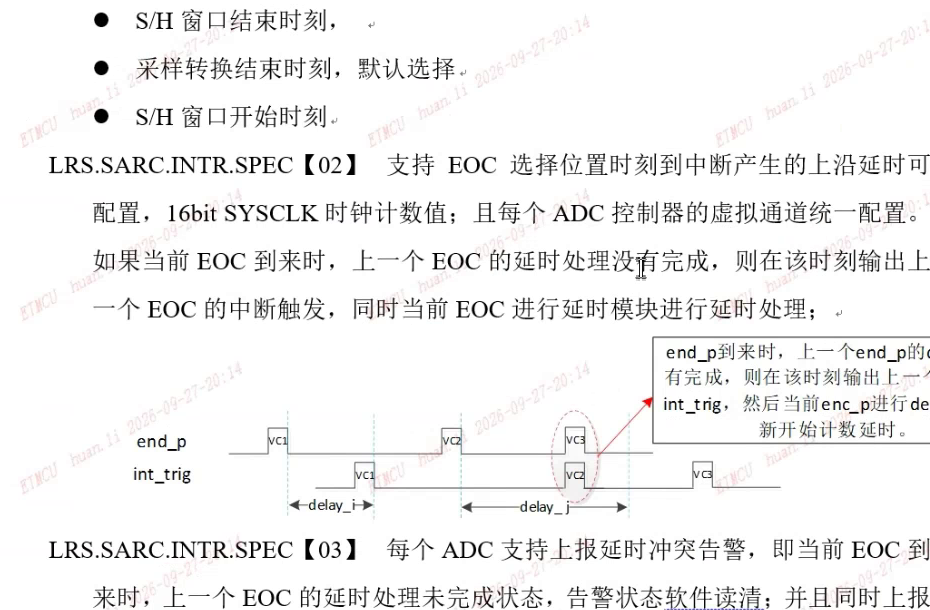 ● S/H 窗口结束时刻，
● 采样转换结束时刻，默认选择
● S/H 窗口开始时刻
LRS.SARC.INTR.SPEC【02】 支持 EOC 选择位置时刻到中断产生的上沿延时可
配置，16bit SYSCLK 时钟计数值；且每个 ADC 控制器的虚拟通道统一配置。
如果当前 EOC 到来时，上一个 EOC 的延时处理没有完成，则在该时刻输出上
一个 EOC 的中断触发，同时当前 EOC 进行延时模块进行延时处理；
end_p到来时，上一个end_p的
有完成，则在该时刻输出上一
int_trig，然后当前enc_p进行de
新开始计数延时。
end_p VC1 VC2 VC3
int_trig VC1 VC2 VC3
delay_i delay_j
LRS.SARC.INTR.SPEC【03】 每个 ADC 支持上报延时冲突告警，即当前 EOC 到
来时，上一个 EOC 的延时处理未完成状态，告警状态软件读清；并且同时上报
ETMCU huan.li 2026-09-27-20:14